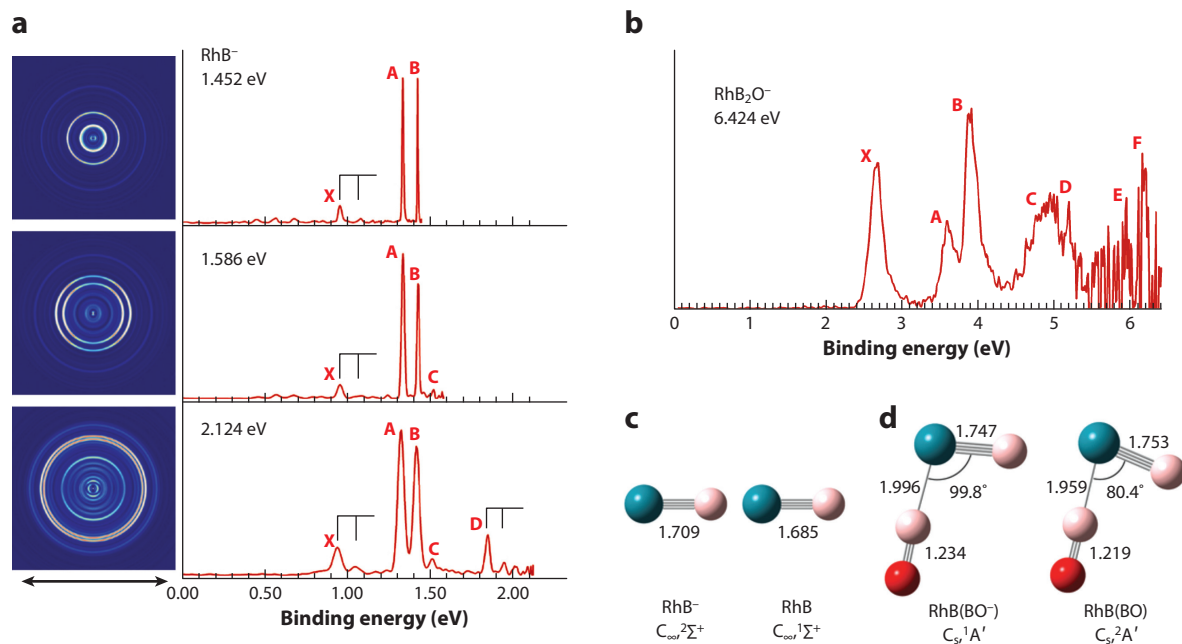 a
RhB⁻
1.452 eV
X
A
B
1.586 eV
X
A
B
C
2.124 eV
X
A
B
C
D
0.00 0.50 1.00 1.50 2.00
Binding energy (eV)
b
RhB₂O⁻
6.424 eV
X
A
B
C
D
E
F
0 1 2 3 4 5 6
Binding energy (eV)
c
1.709
1.685
RhB⁻
C∞,²Σ⁺
RhB
C∞,¹Σ⁺
d
1.747
1.996
99.8°
1.234
RhB(BO⁻)
Cs,¹A′
1.753
1.959
80.4°
1.219
RhB(BO)
Cs,²A′